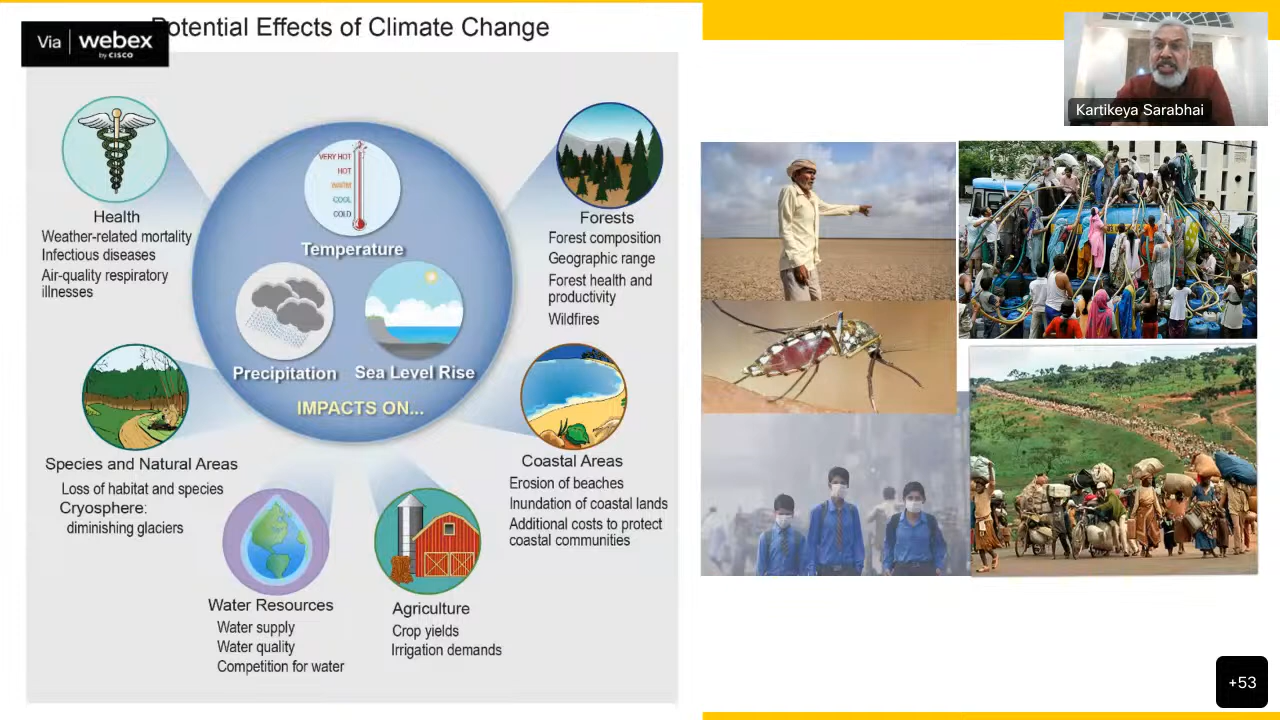 Potential Effects of Climate Change
Via webex
by CISCO
Kartikeya Sarabhai
VERY HOT
HOT
WARM
COOL
COLD
Temperature
Precipitation
Sea Level Rise
IMPACTS ON...
Health
Weather-related mortality
Infectious diseases
Air-quality respiratory
illnesses
Forests
Forest composition
Geographic range
Forest health and
productivity
Wildfires
Species and Natural Areas
Loss of habitat and species
Cryosphere:
diminishing glaciers
Coastal Areas
Erosion of beaches
Inundation of coastal lands
Additional costs to protect
coastal communities
Water Resources
Water supply
Water quality
Competition for water
Agriculture
Crop yields
Irrigation demands
+53